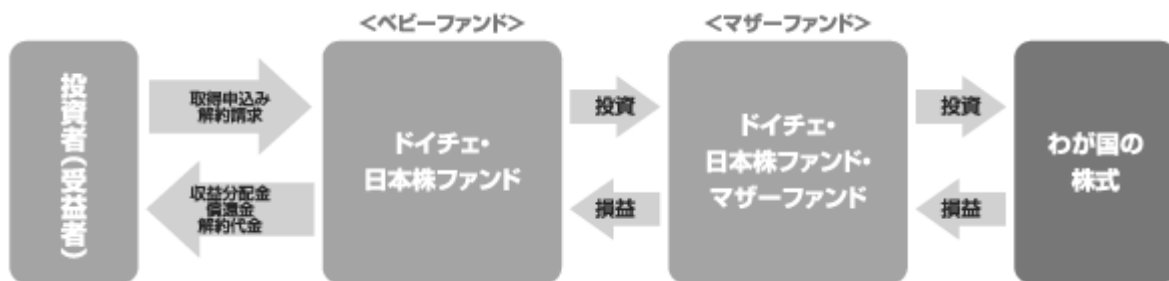 <ベビーファンド>
<マザーファンド>
投資者(受益者)
取得申込み
解約請求
収益分配金
償還金
解約代金
ドイチェ・
日本株ファンド
投資
損益
ドイチェ・
日本株ファンド・
マザーファンド
投資
損益
わが国の
株式